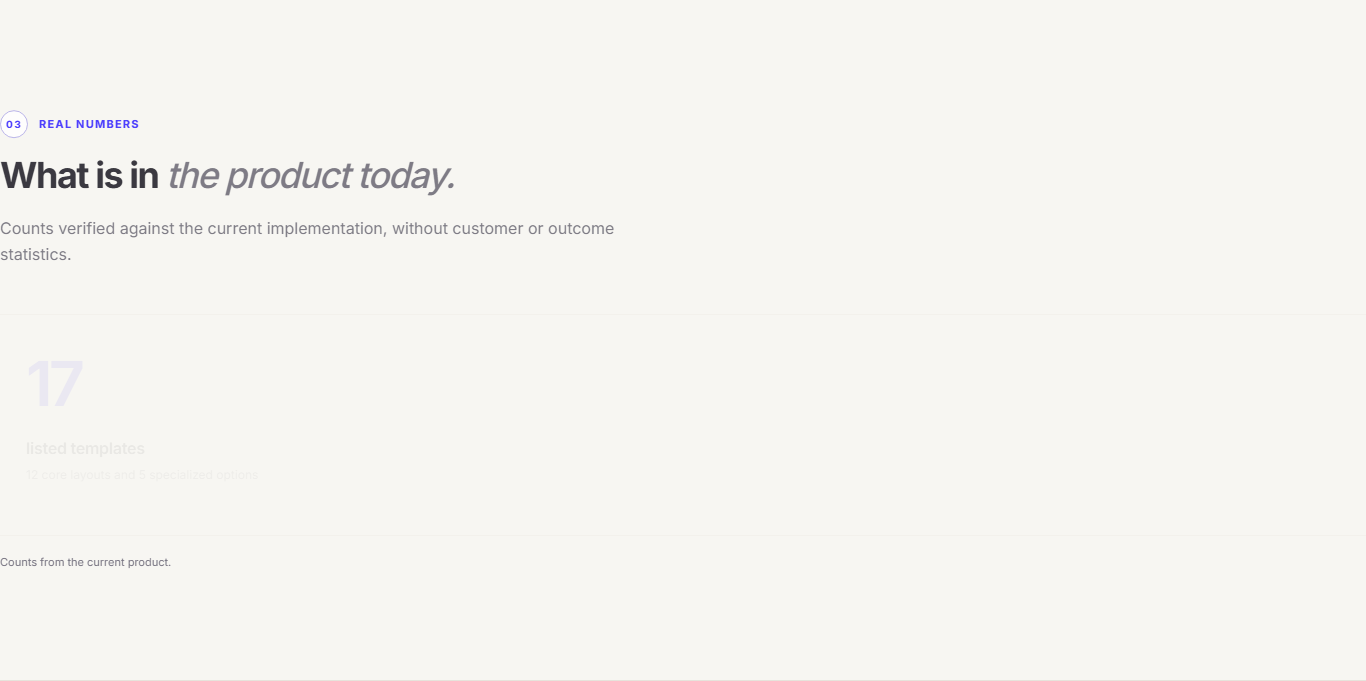 03 REAL NUMBERS
What is in the product today.
Counts verified against the current implementation, without customer or outcome
statistics.
17
listed templates
12 core layouts and 5 specialized options
Counts from the current product.